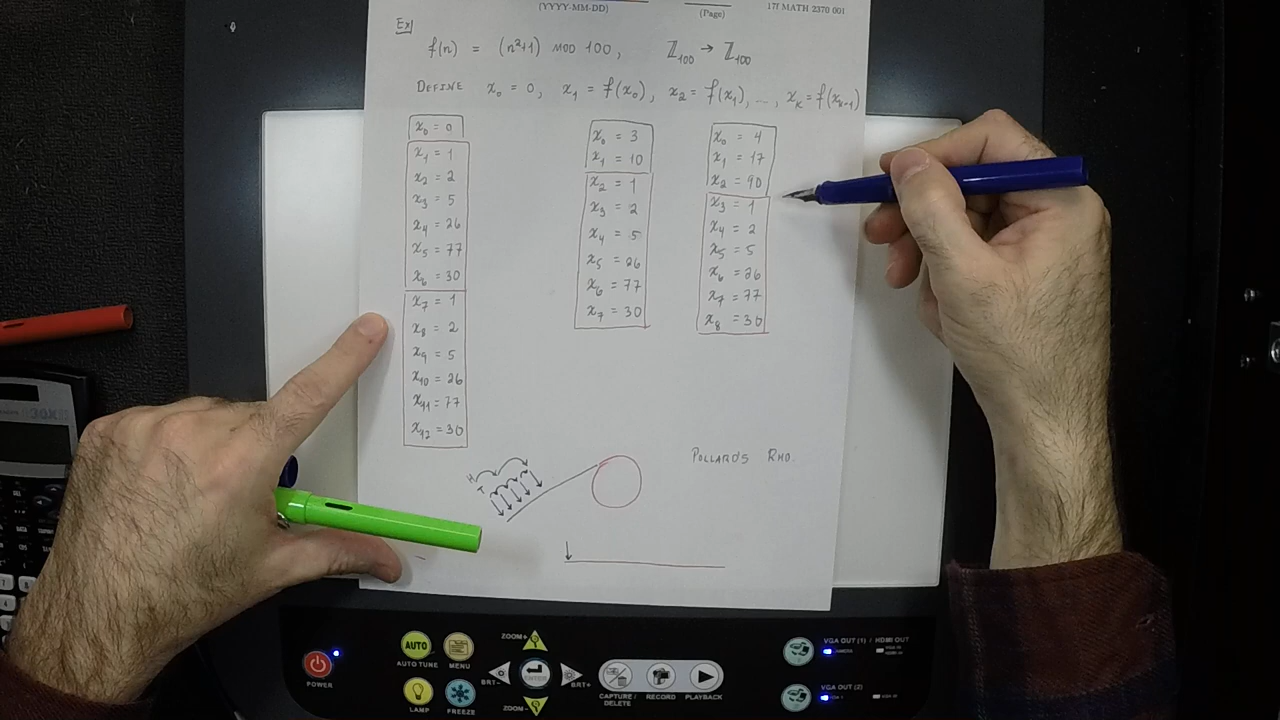 (YYYY-MM-DD)
(Page)
17f MATH 2370 001
Ex)
f(n) = (n²+1) MOD 100, ℤ₁₀₀ → ℤ₁₀₀
DEFINE x₀ = 0, x₁ = f(x₀), x₂ = f(x₁), ..., xₖ = f(xₖ₋₁)
x₀ = 0
x₁ = 1
x₂ = 2
x₃ = 5
x₄ = 26
x₅ = 77
x₆ = 30
x₇ = 1
x₈ = 2
x₉ = 5
x₁₀ = 26
x₁₁ = 77
x₁₂ = 30
x₀ = 3
x₁ = 10
x₂ = 1
x₃ = 2
x₄ = 5
x₅ = 26
x₆ = 77
x₇ = 30
x₀ = 4
x₁ = 17
x₂ = 90
x₃ = 1
x₄ = 2
x₅ = 5
x₆ = 26
x₇ = 77
x₈ = 30
H
T
POLLARD'S RHO.
POWER
AUTO
AUTO TUNE
MENU
LAMP
FREEZE
ZOOM+
BRT-
ENTER
BRT+
ZOOM-
CAPTURE / DELETE
RECORD
PLAYBACK
VGA OUT (1) / HDMI OUT
VGA OUT (2)